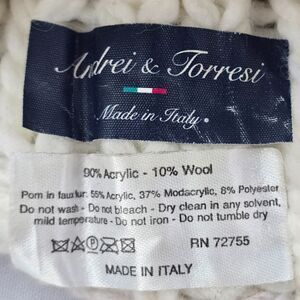 Andrei & Torresi
Made in Italy
90% Acrylic - 10% Wool
Pom in faux fur: 55% Acrylic, 37% Modacrylic, 8% Polyester
Do not wash - Do not bleach - Dry clean in any solvent,
mild temperature - Do not iron - Do not tumble dry
RN 72755
MADE IN ITALY